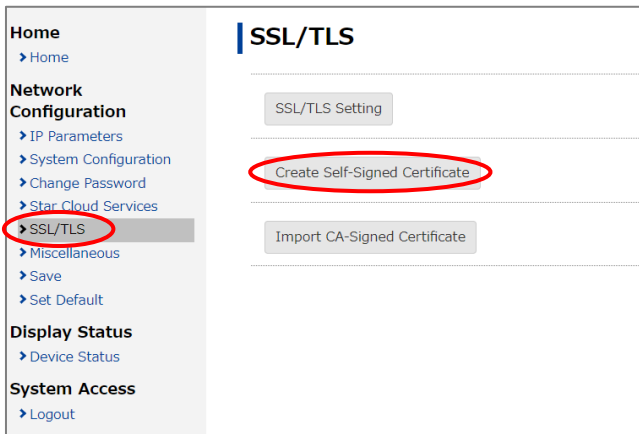 Home
Home
Network
Configuration
IP Parameters
System Configuration
Change Password
Star Cloud Services
SSL/TLS
Miscellaneous
Save
Set Default
Display Status
Device Status
System Access
Logout
SSL/TLS
SSL/TLS Setting
Create Self-Signed Certificate
Import CA-Signed Certificate